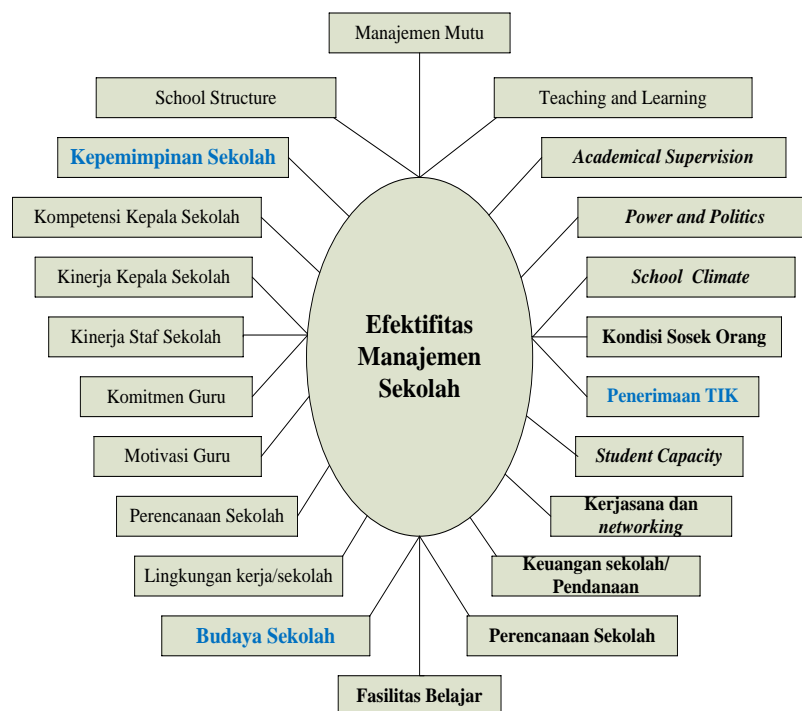 Manajemen Mutu
School Structure
Teaching and Learning
Kepemimpinan Sekolah
Academical Supervision
Kompetensi Kepala Sekolah
Power and Politics
Kinerja Kepala Sekolah
School Climate
Efektifitas
Manajemen
Sekolah
Kinerja Staf Sekolah
Kondisi Sosek Orang
Komitmen Guru
Penerimaan TIK
Motivasi Guru
Student Capacity
Perencanaan Sekolah
Kerjasana dan
networking
Lingkungan kerja/sekolah
Keuangan sekolah/
Pendanaan
Budaya Sekolah
Perencanaan Sekolah
Fasilitas Belajar